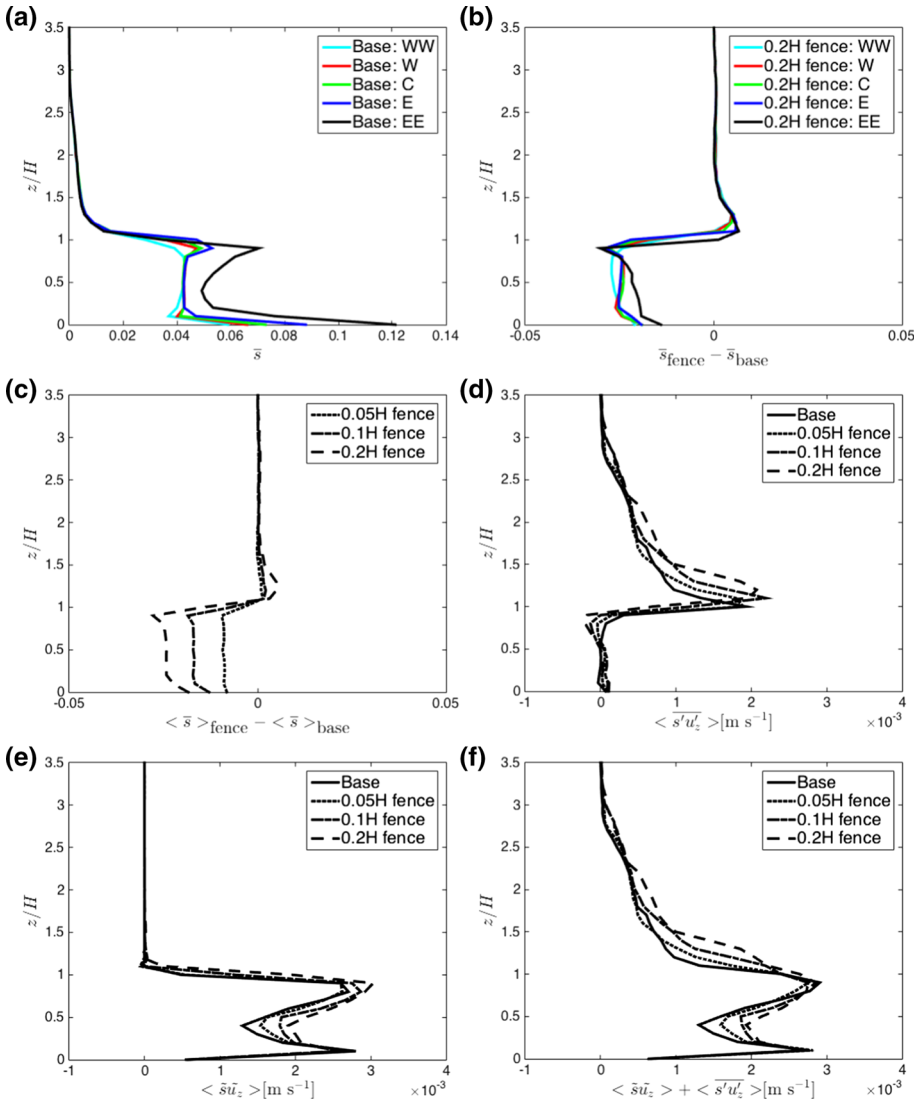 (a)
3.5
3
2.5
2
1.5
1
0.5
0
z/H
Base: WW
Base: W
Base: C
Base: E
Base: EE
0 0.02 0.04 0.06 0.08 0.1 0.12 0.14
s̅
(b)
3.5
3
2.5
2
1.5
1
0.5
0
z/H
0.2H fence: WW
0.2H fence: W
0.2H fence: C
0.2H fence: E
0.2H fence: EE
-0.05 0 0.05
s̅fence − s̅base
(c)
3.5
3
2.5
2
1.5
1
0.5
0
z/H
0.05H fence
0.1H fence
0.2H fence
-0.05 0 0.05
< s̅ >fence − < s̅ >base
(d)
3.5
3
2.5
2
1.5
1
0.5
0
z/H
Base
0.05H fence
0.1H fence
0.2H fence
-1 0 1 2 3 4
×10⁻³
< \overline{s′u′_z} >[m s⁻¹]
(e)
3.5
3
2.5
2
1.5
1
0.5
0
z/H
Base
0.05H fence
0.1H fence
0.2H fence
-1 0 1 2 3 4
×10⁻³
< s̃ũ_z >[m s⁻¹]
(f)
3.5
3
2.5
2
1.5
1
0.5
0
z/H
Base
0.05H fence
0.1H fence
0.2H fence
-1 0 1 2 3 4
×10⁻³
< s̃ũ_z > + < \overline{s′u′_z} >[m s⁻¹]